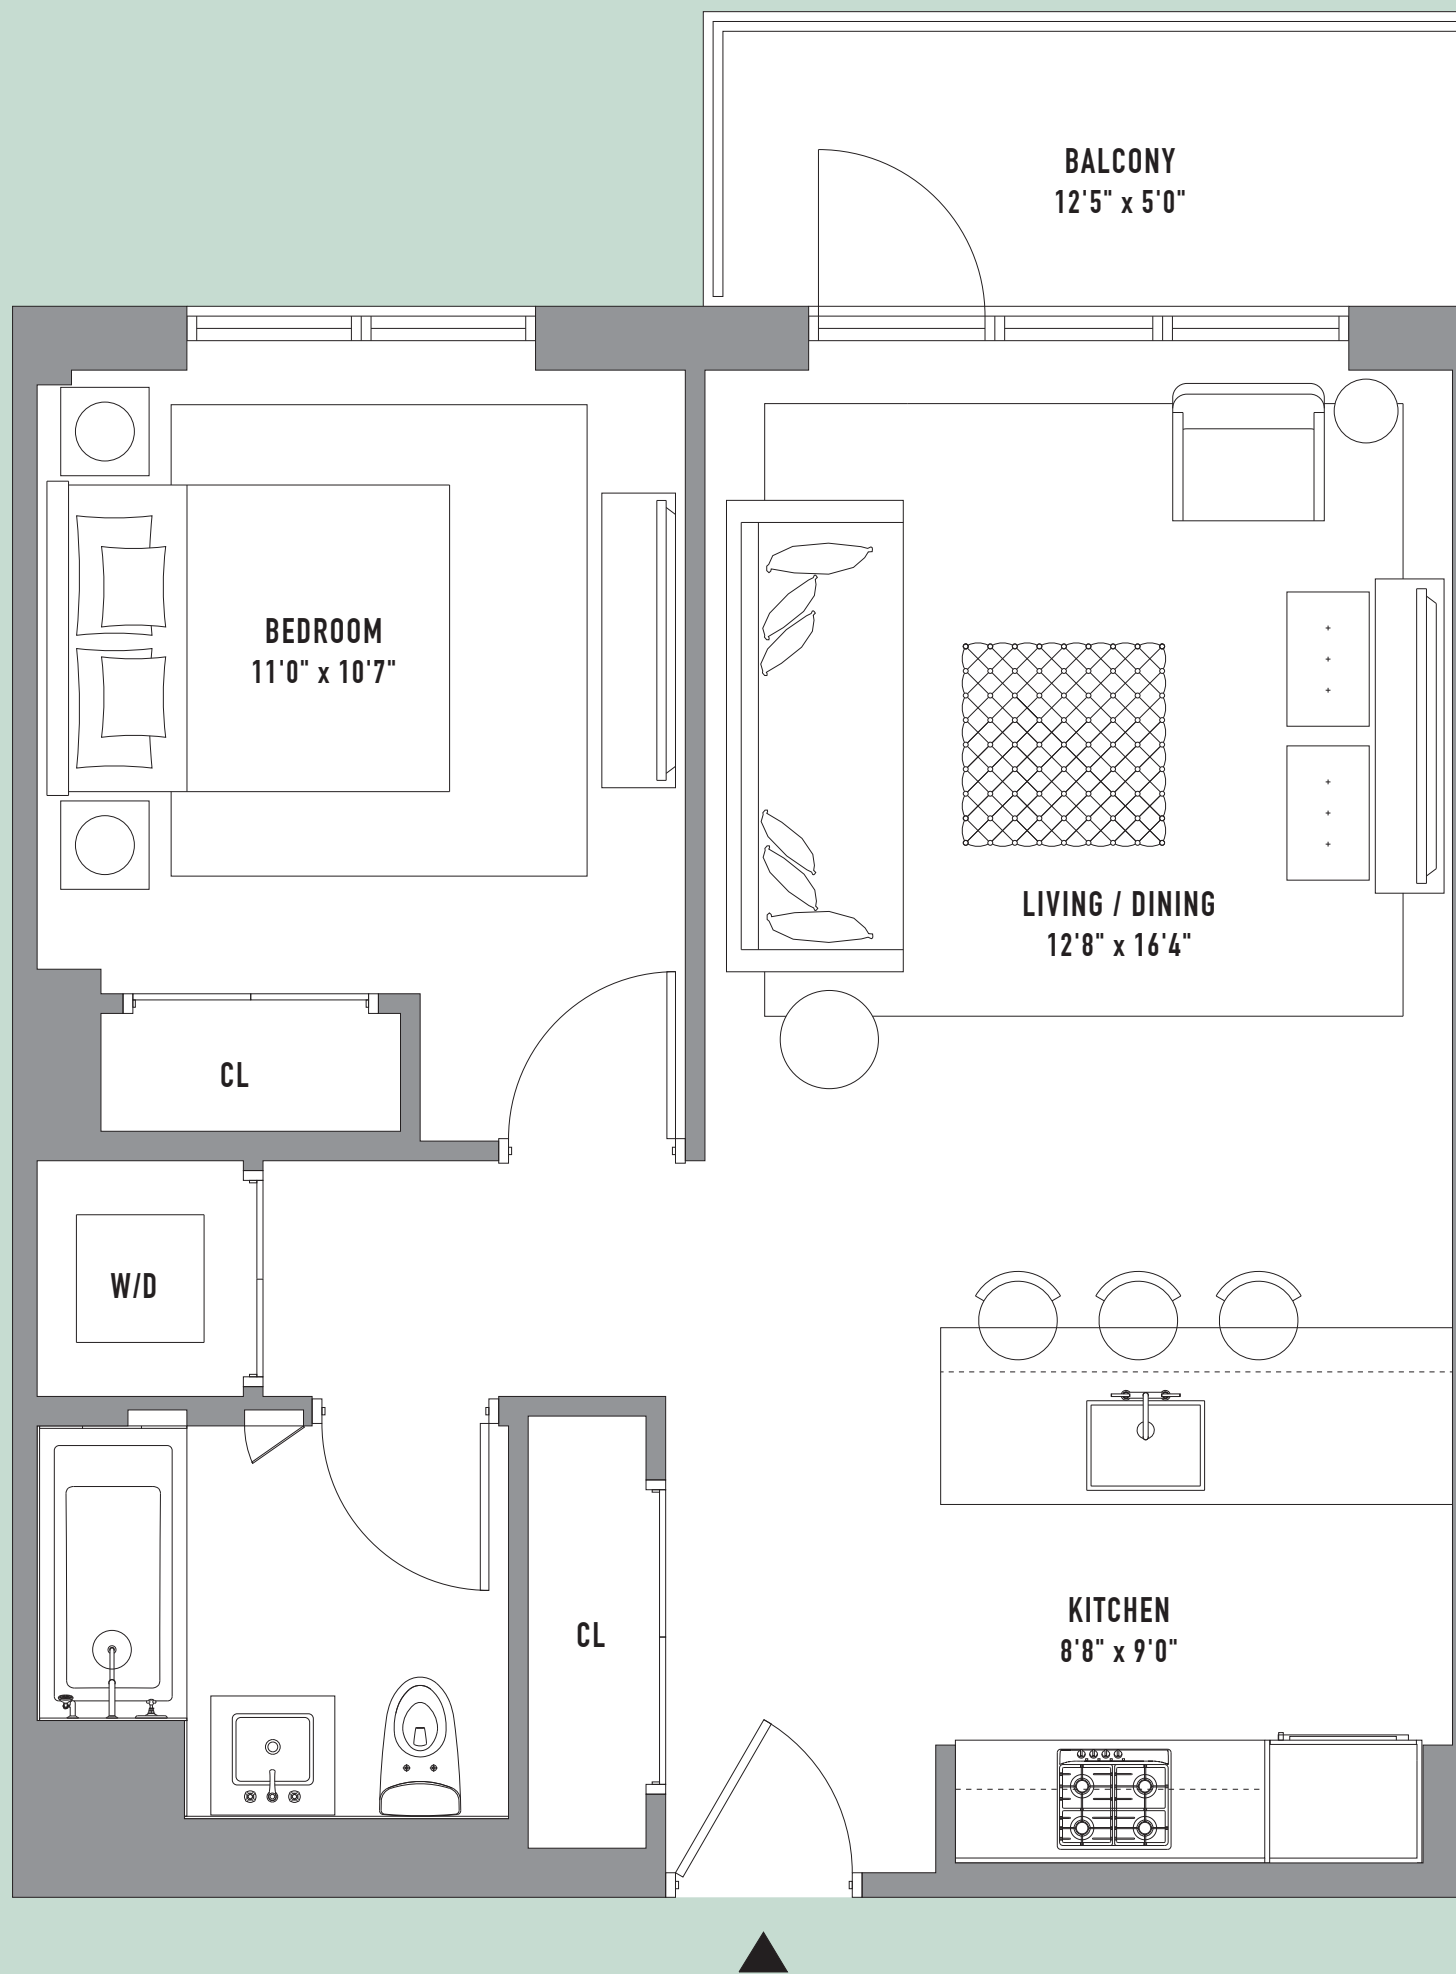 BALCONY
12'5" x 5'0"
BEDROOM
11'0" x 10'7"
LIVING / DINING
12'8" x 16'4"
CL
W/D
CL
KITCHEN
8'8" x 9'0"